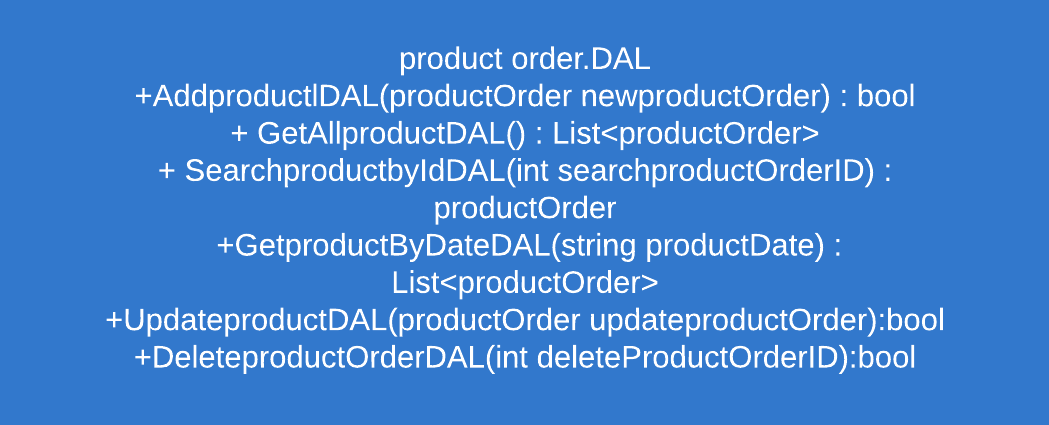 product order.DAL
+AddproductlDAL(productOrder newproductOrder) : bool
+ GetAllproductDAL() : List<productOrder>
+ SearchproductbyIdDAL(int searchproductOrderID) :
productOrder
+GetproductByDateDAL(string productDate) :
List<productOrder>
+UpdateproductDAL(productOrder updateproductOrder):bool
+DeleteproductOrderDAL(int deleteProductOrderID):bool